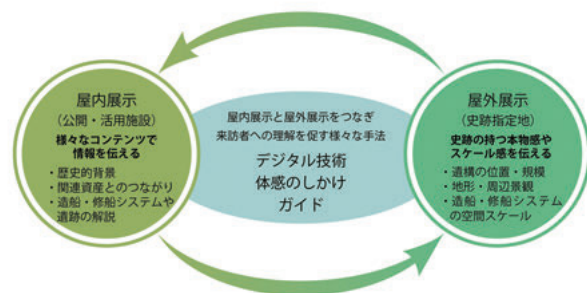 屋内展示
（公開・活用施設）
様々なコンテンツで
情報を伝える
・歴史的背景
・関連資産とのつながり
・造船・修船システムや
遺跡の解説
屋内展示と屋外展示をつなぎ
来訪者への理解を促す様々な手法
デジタル技術
体感のしかけ
ガイド
屋外展示
（史跡指定地）
史跡の持つ本物感や
スケール感を伝える
・遺構の位置・規模
・地形・周辺景観
・造船・修船システム
の空間スケール